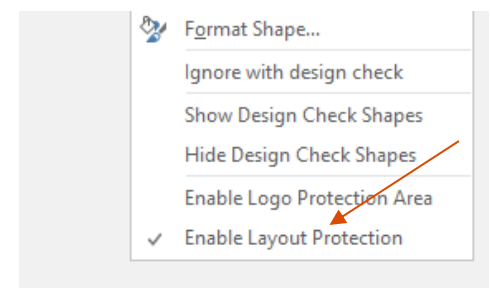 Format Shape...
Ignore with design check
Show Design Check Shapes
Hide Design Check Shapes
Enable Logo Protection Area
Enable Layout Protection